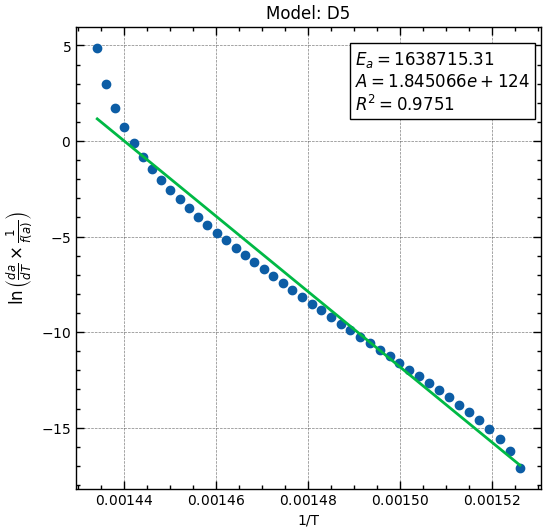 Model: D5
E_a = 1638715.31
A = 1.845066e + 124
R^2 = 0.9751
ln(da/dT × 1/f(a))
5
0
−5
−10
−15
0.00144 0.00146 0.00148 0.00150 0.00152
1/T